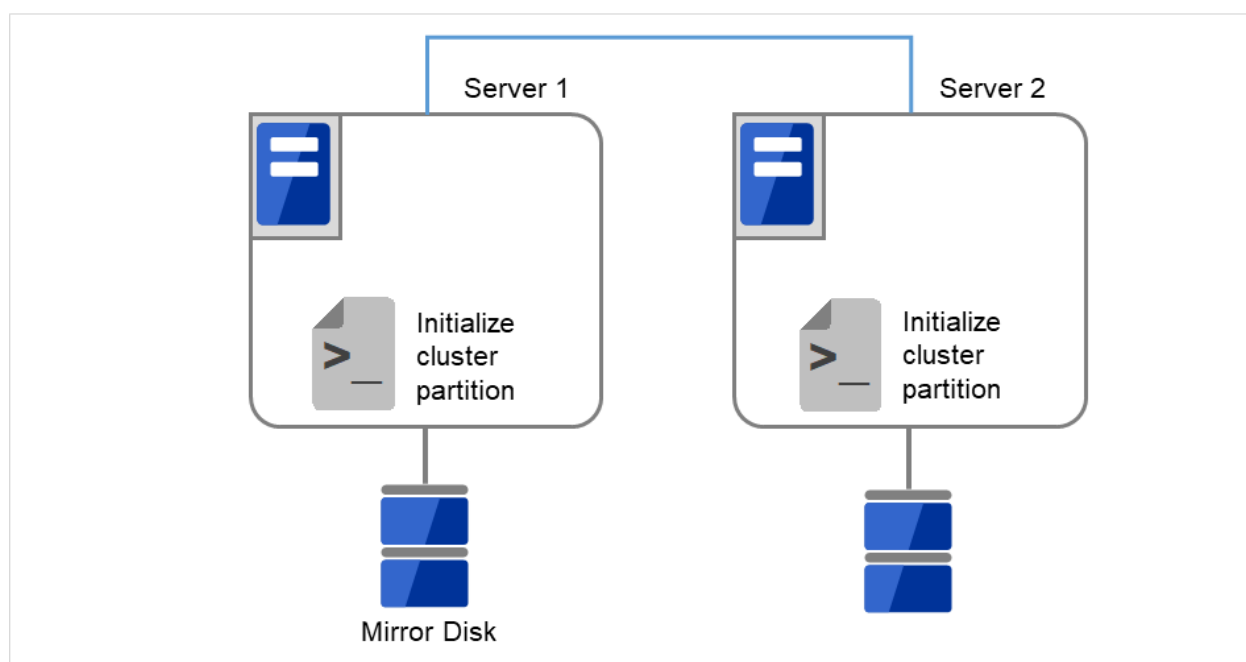 Server 1
Server 2
>_
Initialize
cluster
partition
>_
Initialize
cluster
partition
Mirror Disk